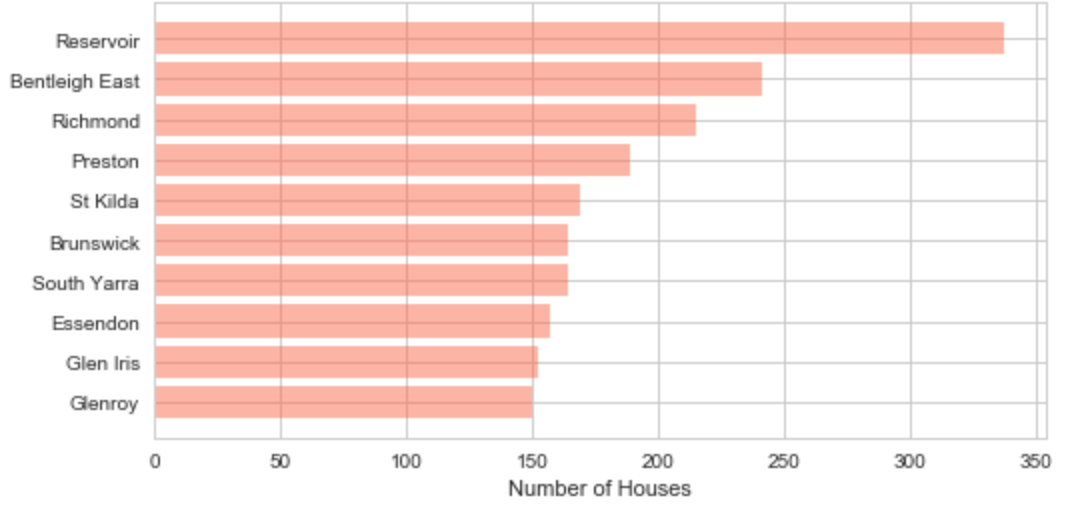 Reservoir
Bentleigh East
Richmond
Preston
St Kilda
Brunswick
South Yarra
Essendon
Glen Iris
Glenroy
0 50 100 150 200 250 300 350
Number of Houses